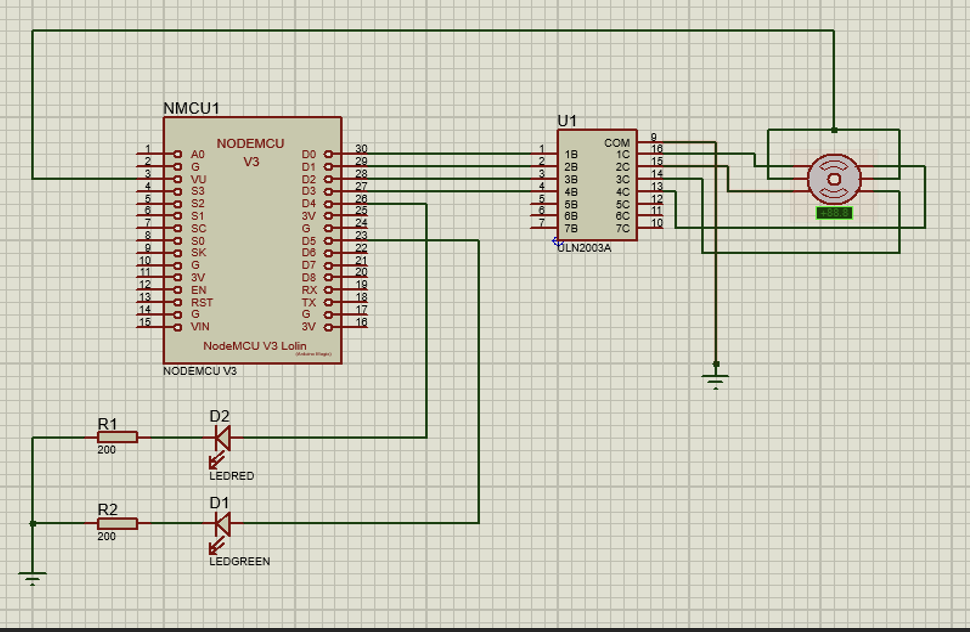 NMCU1
NODEMCU
V3
1 A0 D0 30
2 G D1 29
3 VU D2 28
4 S3 D3 27
5 S2 D4 26
6 S1 3V 25
7 SC G 24
8 S0 D5 23
9 SK D6 22
10 G D7 21
11 3V D8 20
12 EN RX 19
13 RST TX 18
14 G G 17
15 VIN 3V 16
NodeMCU V3 Lolin
NODEMCU V3
U1
COM 9
1 1B 1C 16
2 2B 2C 15
3 3B 3C 14
4 4B 4C 13
5 5B 5C 12
6 6B 6C 11
7 7B 7C 10
ULN2003A
+88.8
R1
200
D2
LEDRED
R2
200
D1
LEDGREEN